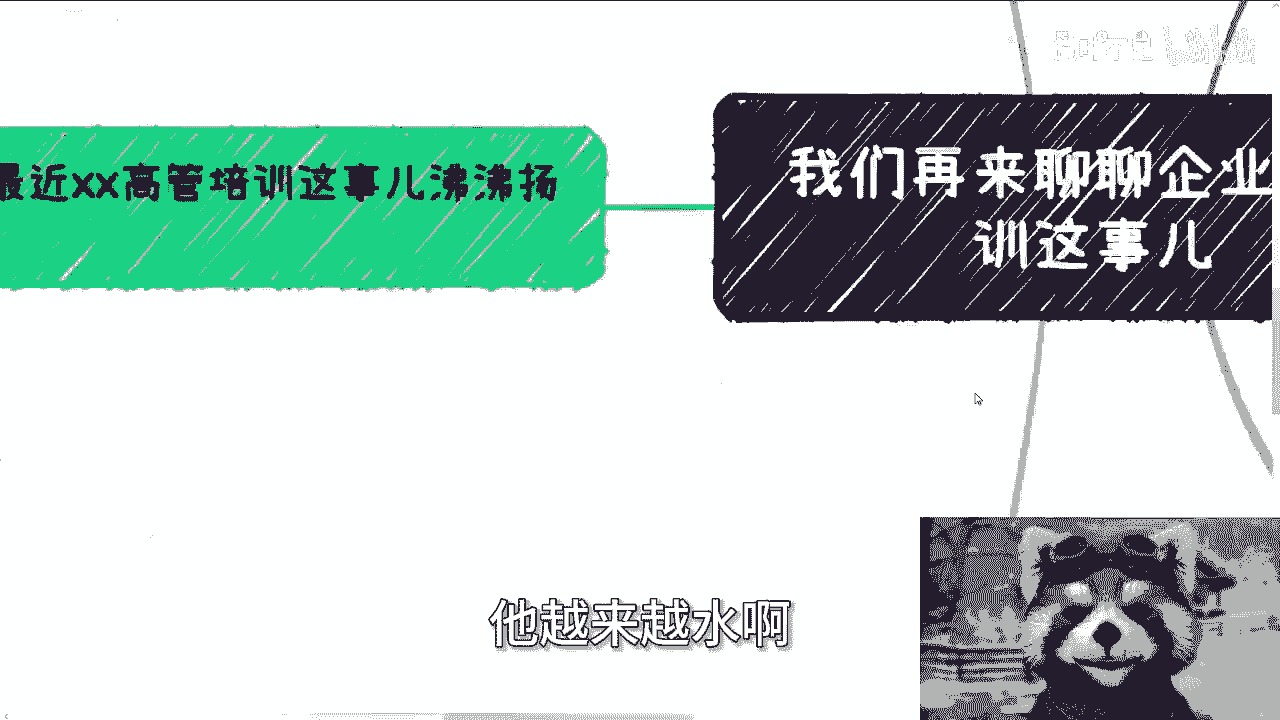 最近xx高管培训这事儿沸沸扬
我们再来聊聊企业
训这事儿
他越来越水啊